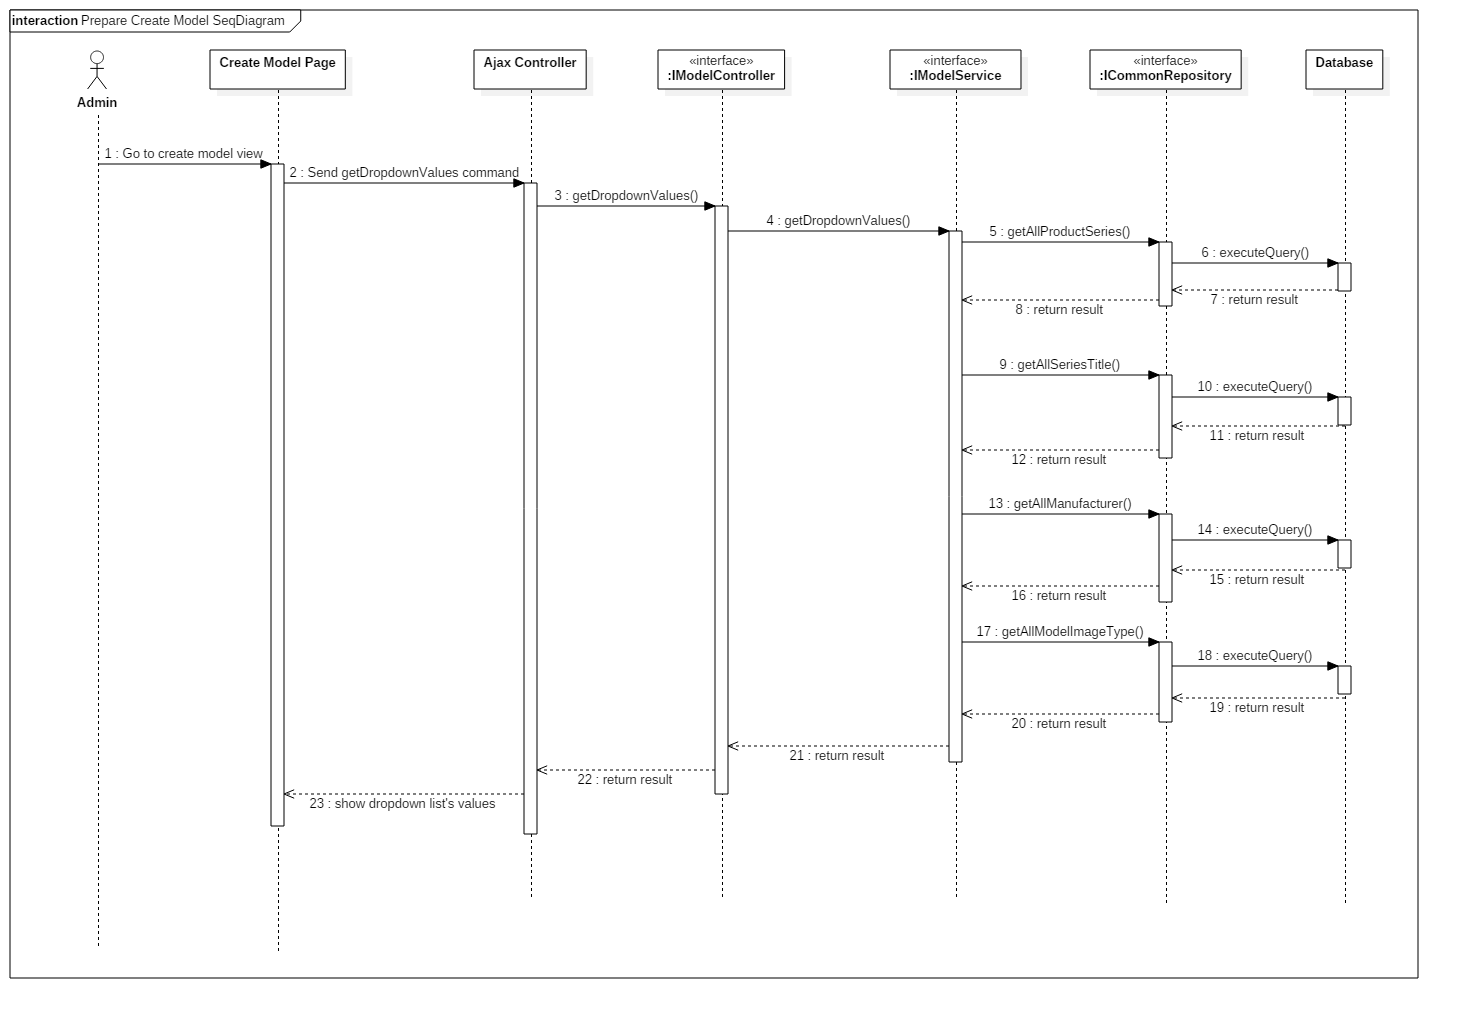 interaction Prepare Create Model SeqDiagram
Admin
Create Model Page
Ajax Controller
«interface»
:IModelController
«interface»
:IModelService
«interface»
:ICommonRepository
Database
1 : Go to create model view
2 : Send getDropdownValues command
3 : getDropdownValues()
4 : getDropdownValues()
5 : getAllProductSeries()
6 : executeQuery()
7 : return result
8 : return result
9 : getAllSeriesTitle()
10 : executeQuery()
11 : return result
12 : return result
13 : getAllManufacturer()
14 : executeQuery()
15 : return result
16 : return result
17 : getAllModelImageType()
18 : executeQuery()
19 : return result
20 : return result
21 : return result
22 : return result
23 : show dropdown list's values